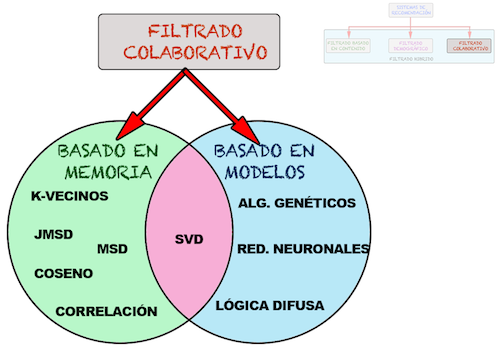 SISTEMAS DE
RECOMENDACIÓN
FILTRADO BASADO
EN CONTENIDO
FILTRADO
DEMOGRÁFICO
FILTRADO
COLABORATIVO
FILTRADO HÍBRIDO
FILTRADO
COLABORATIVO
BASADO EN
MEMORIA
BASADO EN
MODELOS
K-VECINOS
JMSD
MSD
COSENO
CORRELACIÓN
SVD
ALG. GENÉTICOS
RED. NEURONALES
LÓGICA DIFUSA